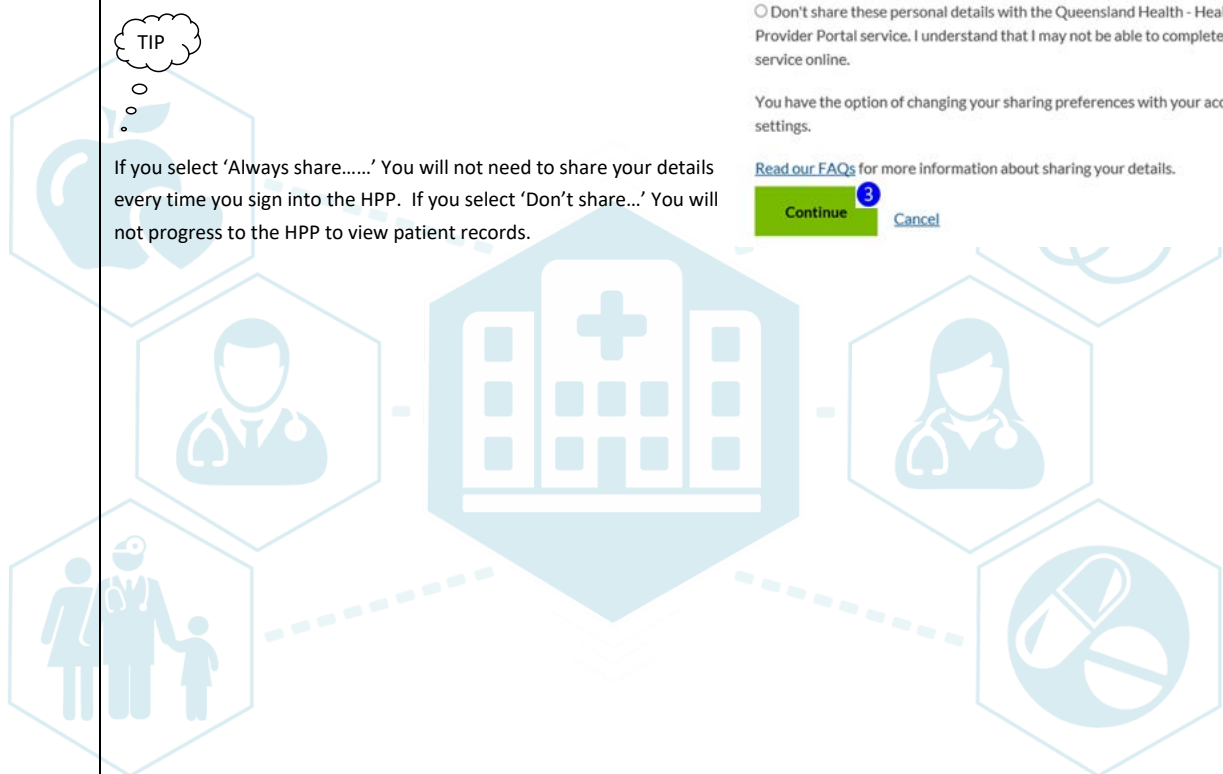 TIP
If you select ‘Always share……’ You will not need to share your details
every time you sign into the HPP.  If you select ‘Don’t share…’ You will
not progress to the HPP to view patient records.
Don't share these personal details with the Queensland Health -
Provider Portal service. I understand that I may not be able to complete
service online.
You have the option of changing your sharing preferences with your
settings.
Read our FAQs for more information about sharing your details.
3
Continue
Cancel